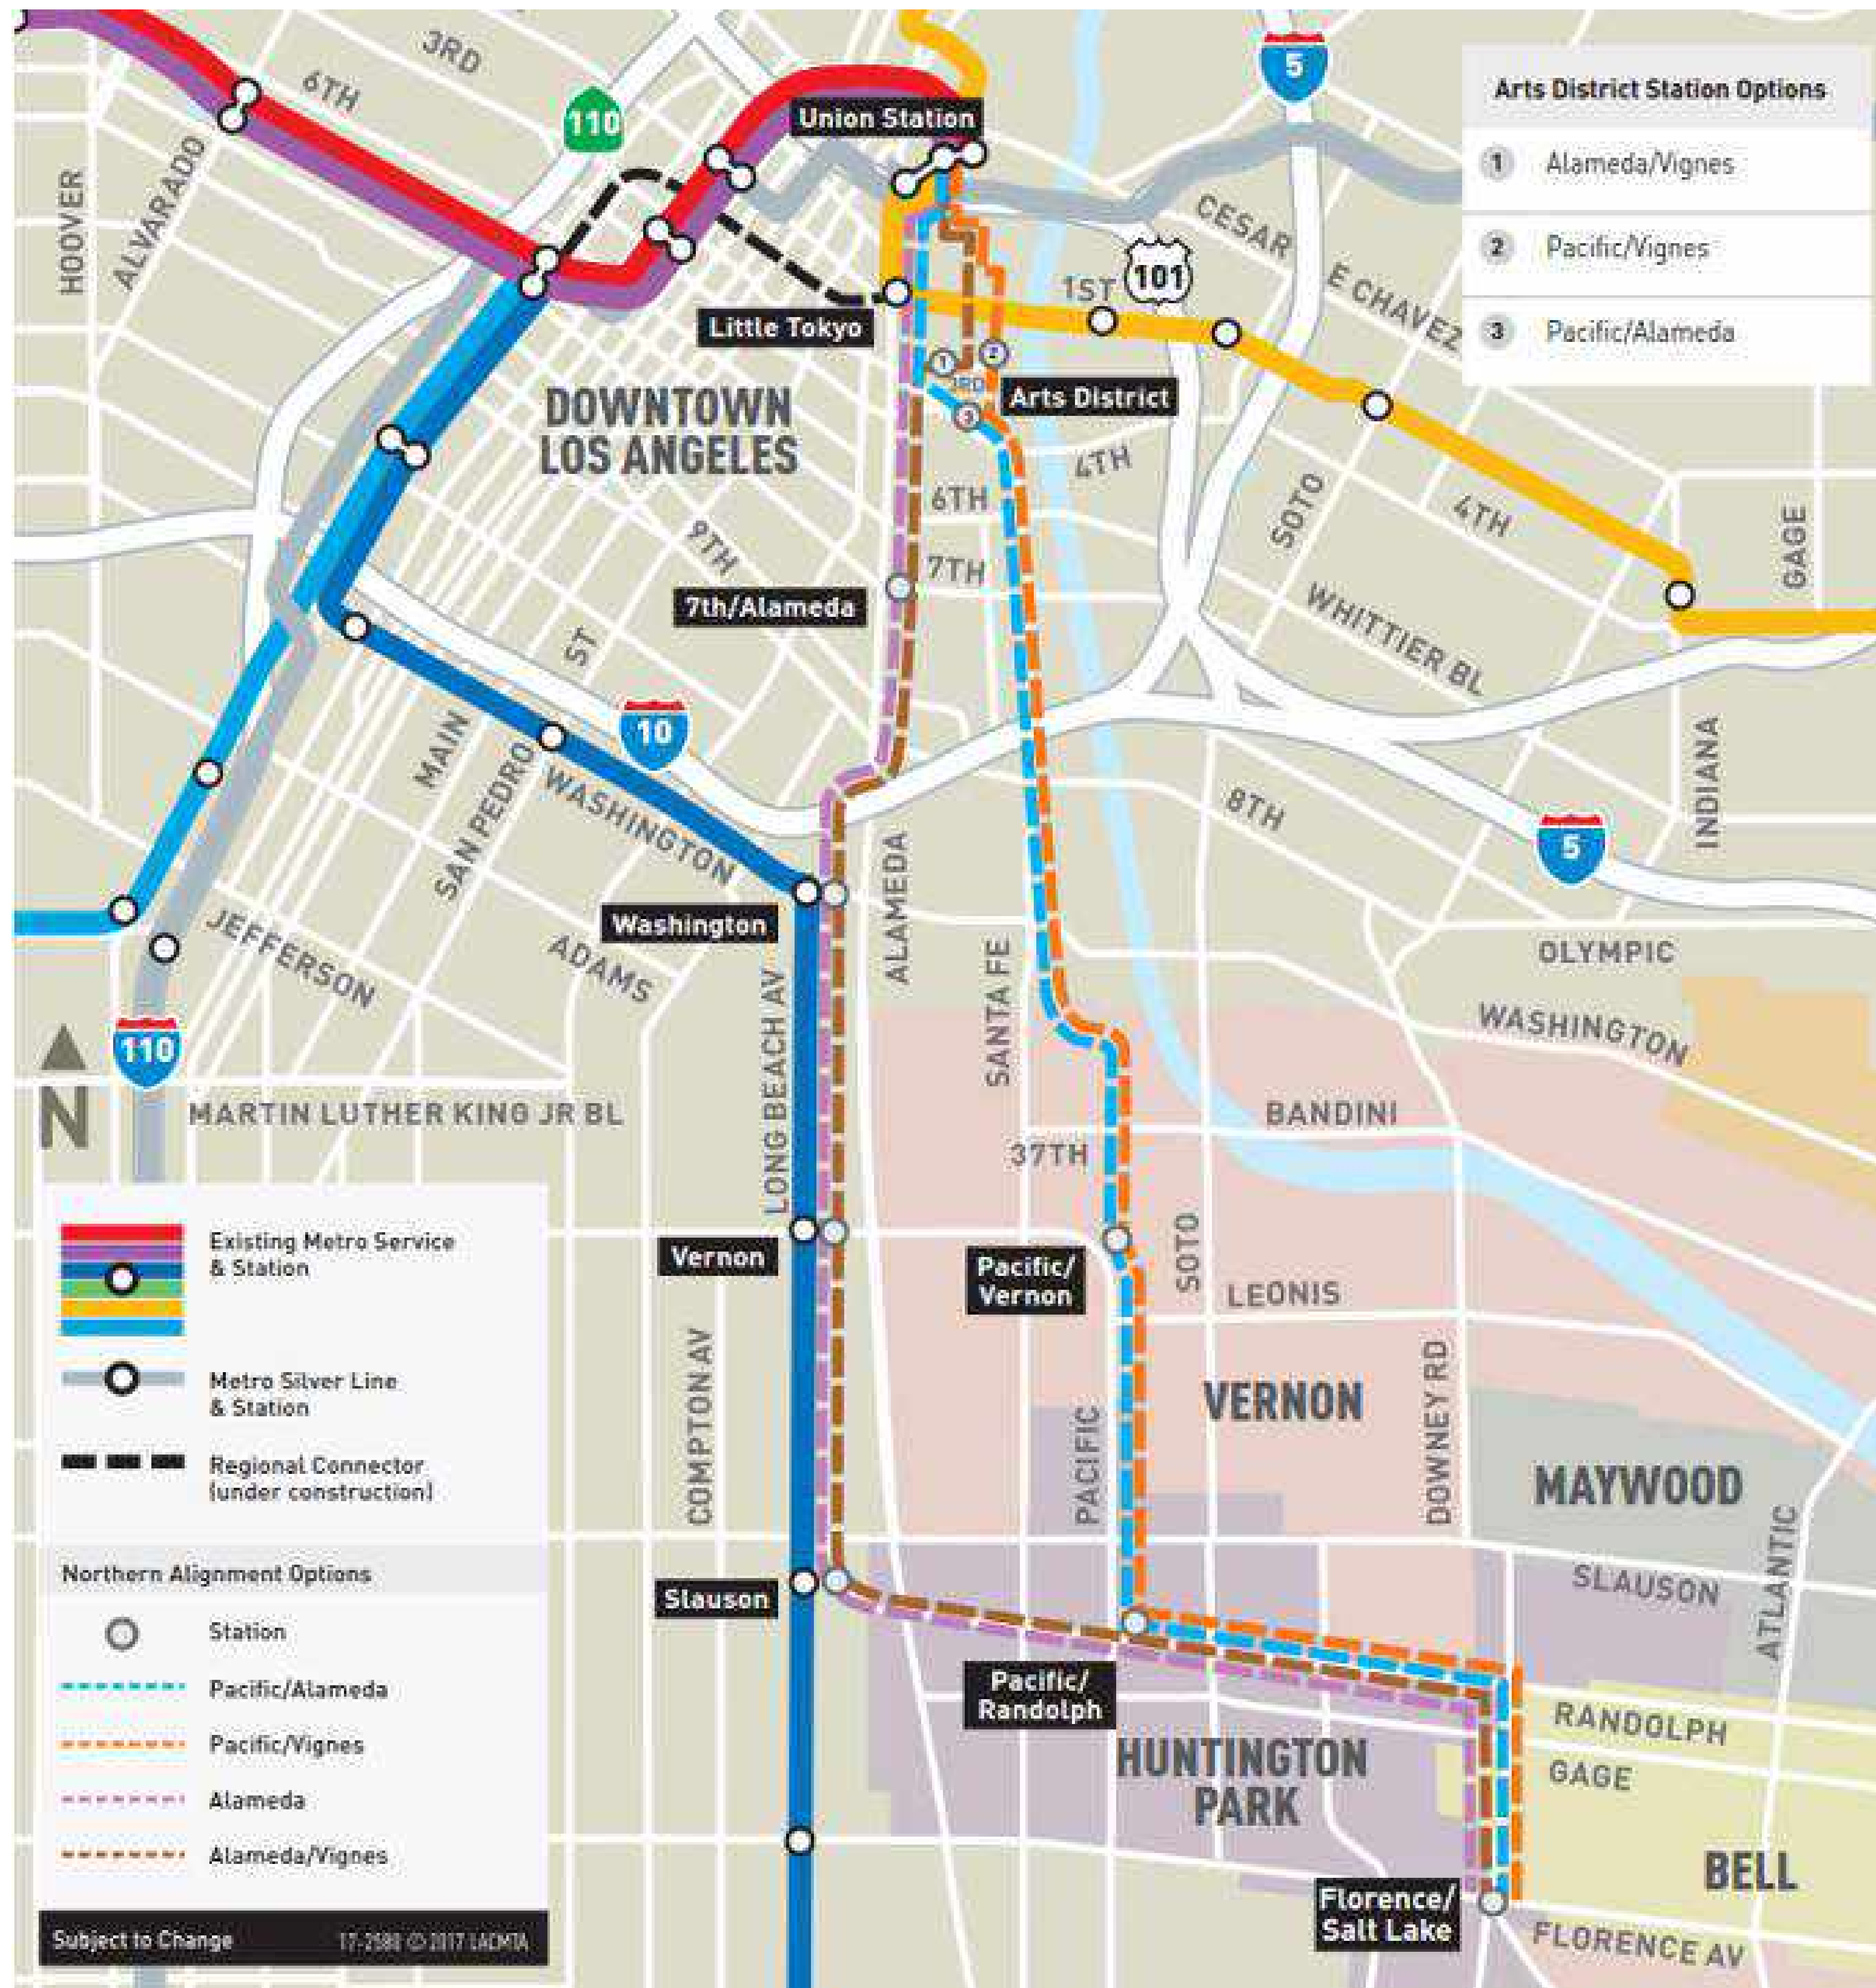 3RD
6TH
110
HOOVER
ALVARADO
Union Station
5
Arts District Station Options
1 Alameda/Vignes
2 Pacific/Vignes
3 Pacific/Alameda
CESAR
E CHAVEZ
101
1ST
Little Tokyo
1
2
3RD
3
Arts District
DOWNTOWN
LOS ANGELES
4TH
6TH
SOTO
4TH
GAGE
9TH
7TH
7th/Alameda
WHITTIER BL
ST
10
MAIN
SAN PEDRO
WASHINGTON
8TH
INDIANA
5
ALAMEDA
Washington
JEFFERSON
ADAMS
SANTA FE
OLYMPIC
WASHINGTON
110
N
LONG BEACH AV
MARTIN LUTHER KING JR BL
BANDINI
37TH
Vernon
Pacific/
Vernon
SOTO
LEONIS
COMPTON AV
PACIFIC
VERNON
DOWNEY RD
MAYWOOD
ATLANTIC
SLAUSON
Slauson
Pacific/
Randolph
RANDOLPH
HUNTINGTON
PARK
GAGE
BELL
Florence/
Salt Lake
FLORENCE AV
Existing Metro Service
& Station
Metro Silver Line
& Station
Regional Connector
(under construction)
Northern Alignment Options
Station
Pacific/Alameda
Pacific/Vignes
Alameda
Alameda/Vignes
Subject to Change
17-2580 © 2017 LACMTA